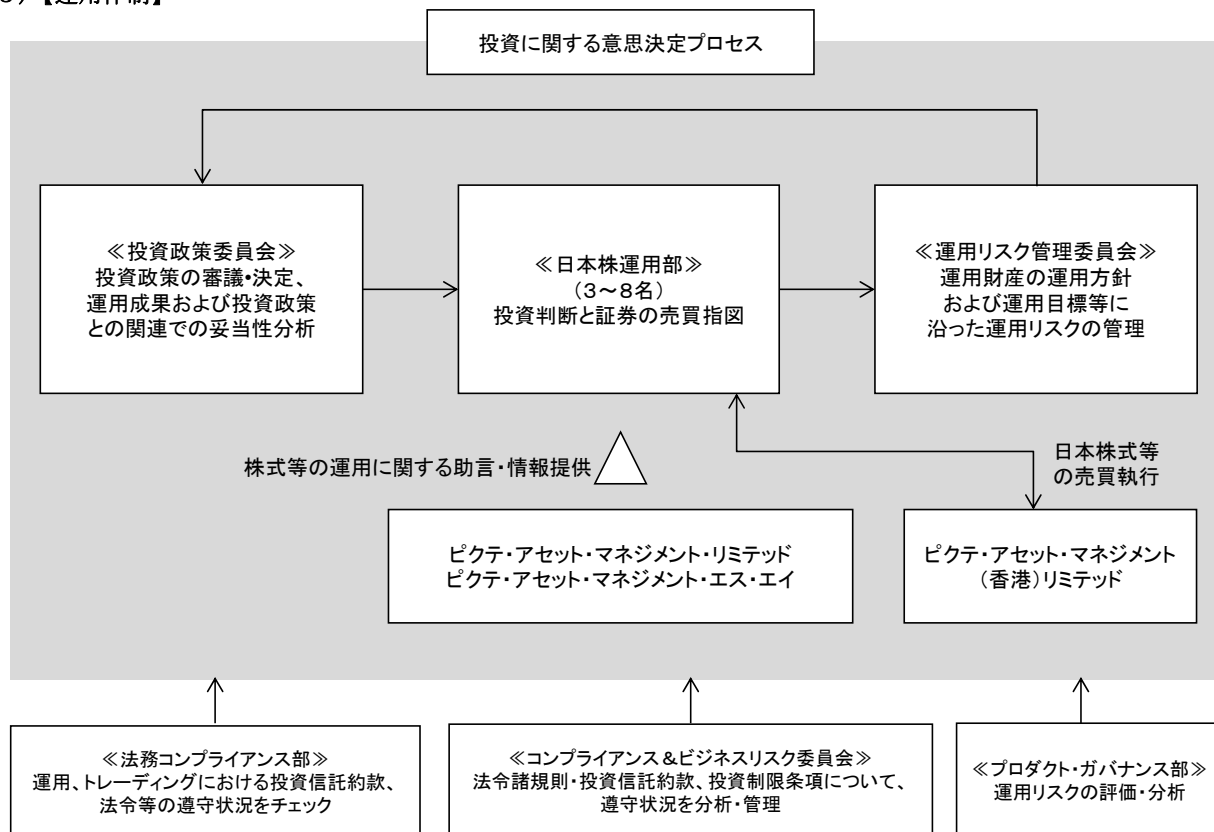 【運用体制】
投資に関する意思決定プロセス
≪投資政策委員会≫
投資政策の審議・決定、
運用成果および投資政策
との関連での妥当性分析
≪日本株運用部≫
（３～８名）
投資判断と証券の売買指図
≪運用リスク管理委員会≫
運用財産の運用方針
および運用目標等に
沿った運用リスクの管理
株式等の運用に関する助言・情報提供
日本株式等
の売買執行
ピクテ・アセット・マネジメント・リミテッド
ピクテ・アセット・マネジメント・エス・エイ
ピクテ・アセット・マネジメント
（香港）リミテッド
≪法務コンプライアンス部≫
運用、トレーディングにおける投資信託約款、
法令等の遵守状況をチェック
≪コンプライアンス＆ビジネスリスク委員会≫
法令諸規則・投資信託約款、投資制限条項について、
遵守状況を分析・管理
≪プロダクト・ガバナンス部≫
運用リスクの評価・分析